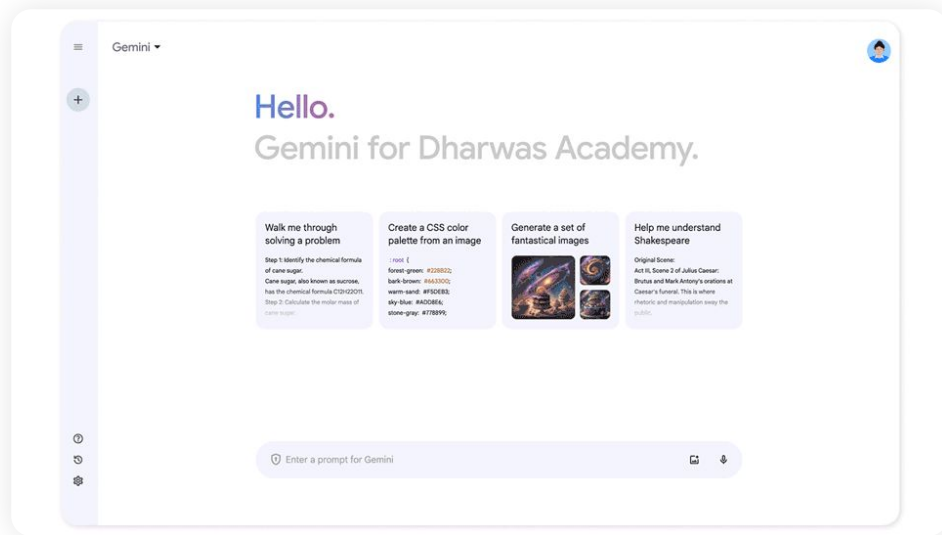 Gemini
Hello.
Gemini for Dharwas Academy.
Walk me through
solving a problem
Step 1: Identify the chemical formula
of cane sugar.
Cane sugar, also known as sucrose,
has the chemical formula C12H22O11.
Step 2: Calculate the molar mass of
cane sugar.
Create a CSS color
palette from an image
:root {
forest-green: #228B22;
bark-brown: #663300;
warm-sand: #F5DEB3;
sky-blue: #ADD8E6;
stone-gray: #778899;
Generate a set of
fantastical images
Help me understand
Shakespeare
Original Scene:
Act III, Scene 2 of Julius Caesar:
Brutus and Mark Antony's orations at
Caesar's funeral. This is where
rhetoric and manipulation sway the
public.
Enter a prompt for Gemini